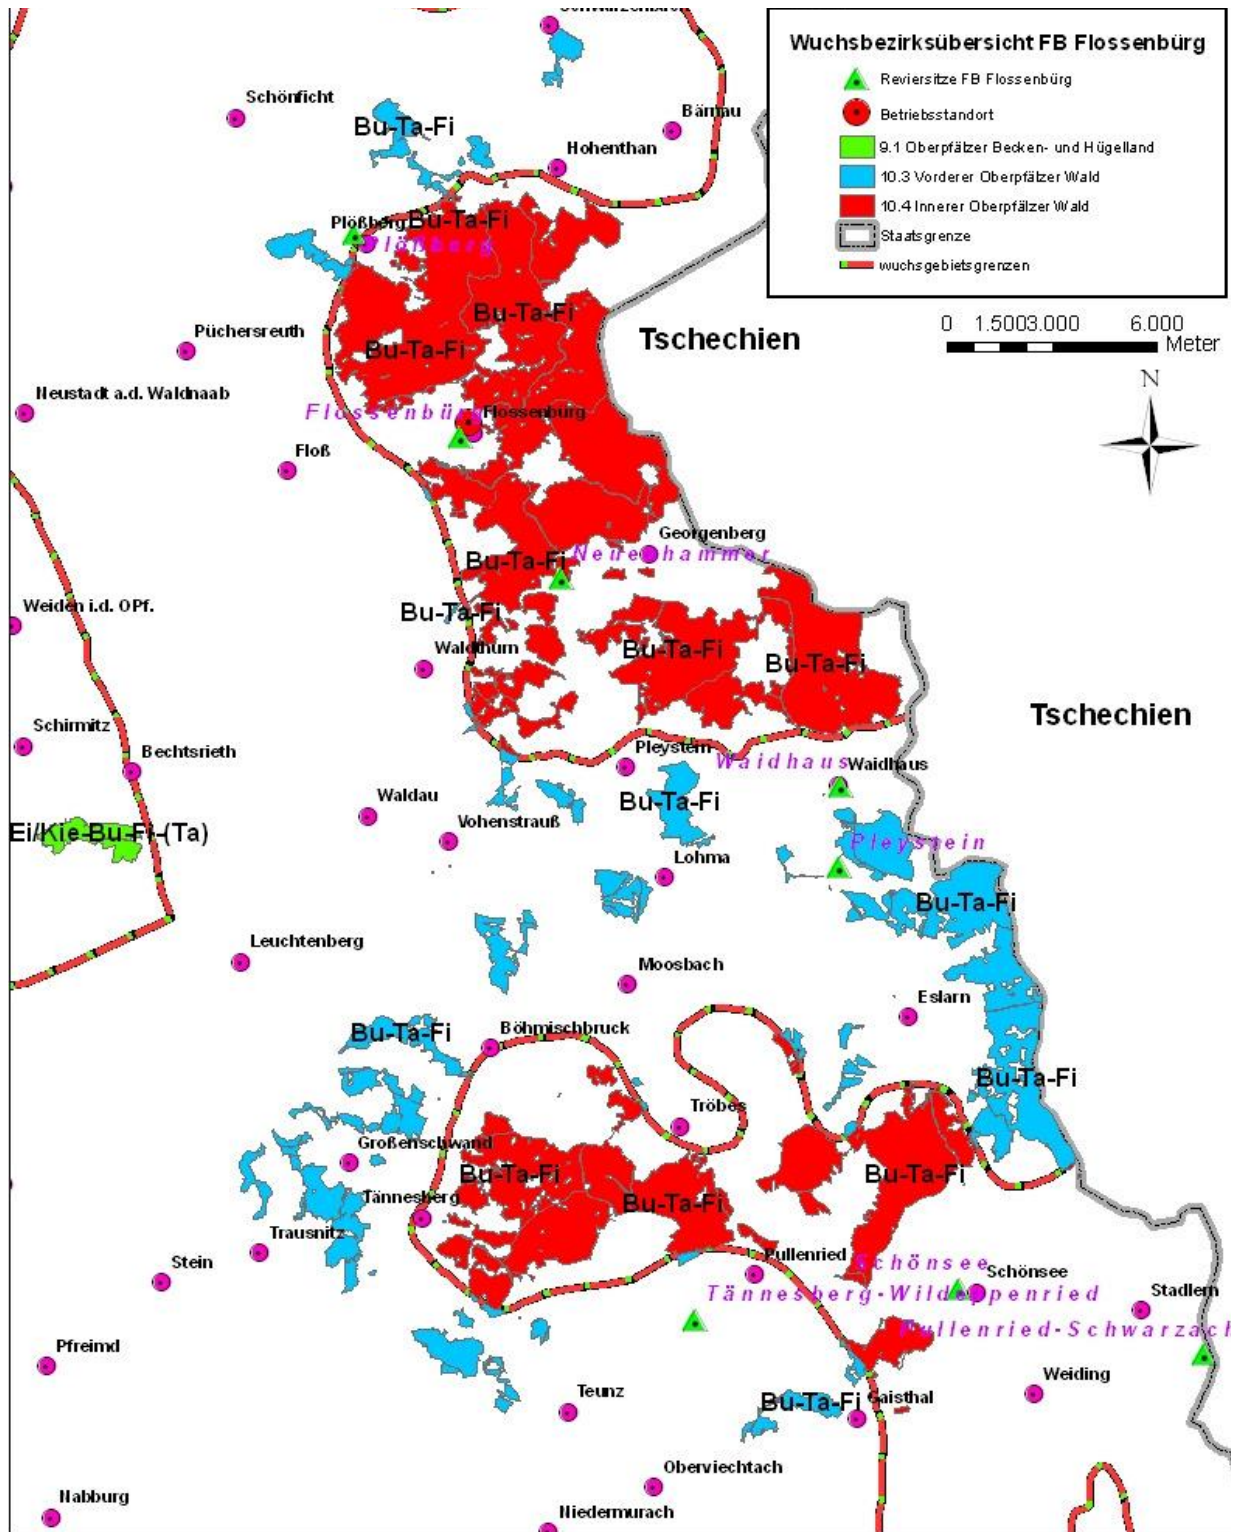 Wuchsbezirksübersicht FB Flossenbürg
Reviersitze FB Flossenbürg
Betriebsstandort
9.1 Oberpfälzer Becken- und Hügelland
10.3 Vorderer Oberpfälzer Wald
10.4 Innerer Oberpfälzer Wald
Staatsgrenze
wuchsgebietsgrenzen
0 1.5003.000 6.000
Meter
N
Schönficht
Bu-Ta-Fi
Bärnau
Hohenthan
Plößberg
Bu-Ta-Fi
Plößberg
Bu-Ta-Fi
Tschechien
Püchersreuth
Bu-Ta-Fi
Neustadt a.d. Waldnaab
Flossenbürg
Flossenbürg
Floß
Georgenberg
Neuenhammer
Bu-Ta-Fi
Weiden i.d. OPf.
Bu-Ta-Fi
Waldthurn
Bu-Ta-Fi
Bu-Ta-Fi
Tschechien
Schirmitz
Bechtsrieth
Pleystein
Waidhaus
Waidhaus
Waldau
Bu-Ta-Fi
Vohenstrauß
Ei/Kie-Bu-Fi-(Ta)
Pleystein
Lohma
Bu-Ta-Fi
Leuchtenberg
Moosbach
Eslarn
Bu-Ta-Fi
Böhmischbruck
Bu-Ta-Fi
Tröbes
Großenschwand
Bu-Ta-Fi
Bu-Ta-Fi
Bu-Ta-Fi
Tännesberg
Trausnitz
Stein
Pullenried
Schönsee
Schönsee
Tännesberg-Wildeppenried
Stadlern
Pullenried-Schwarzach
Pfreimd
Weiding
Teunz
Bu-Ta-Fi
Gaisthal
Oberviechtach
Nabburg
Niedermurach